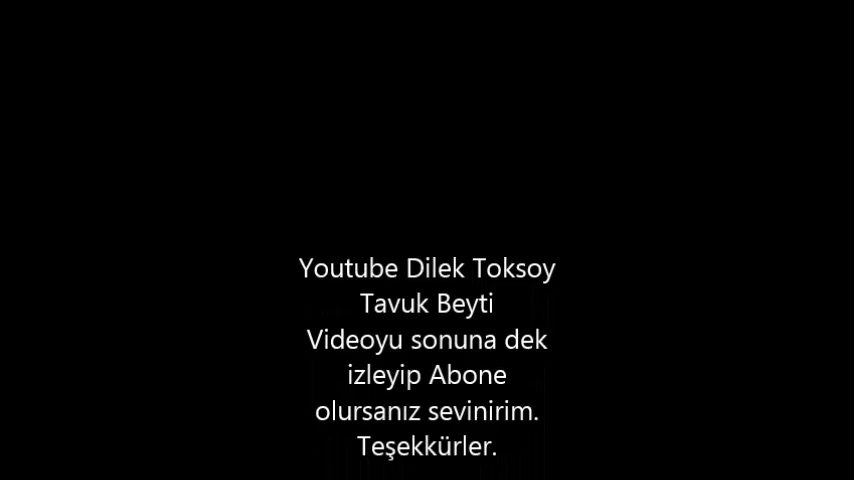 Youtube Dilek Toksoy
Tavuk Beyti
Videoyu sonuna dek
izleyip Abone
olursanız sevinirim.
Teşekkürler.